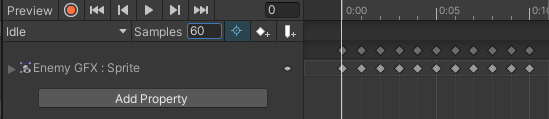 Preview 0 0:00 0:05 0:10
Idle Samples 60
Enemy GFX : Sprite
Add Property